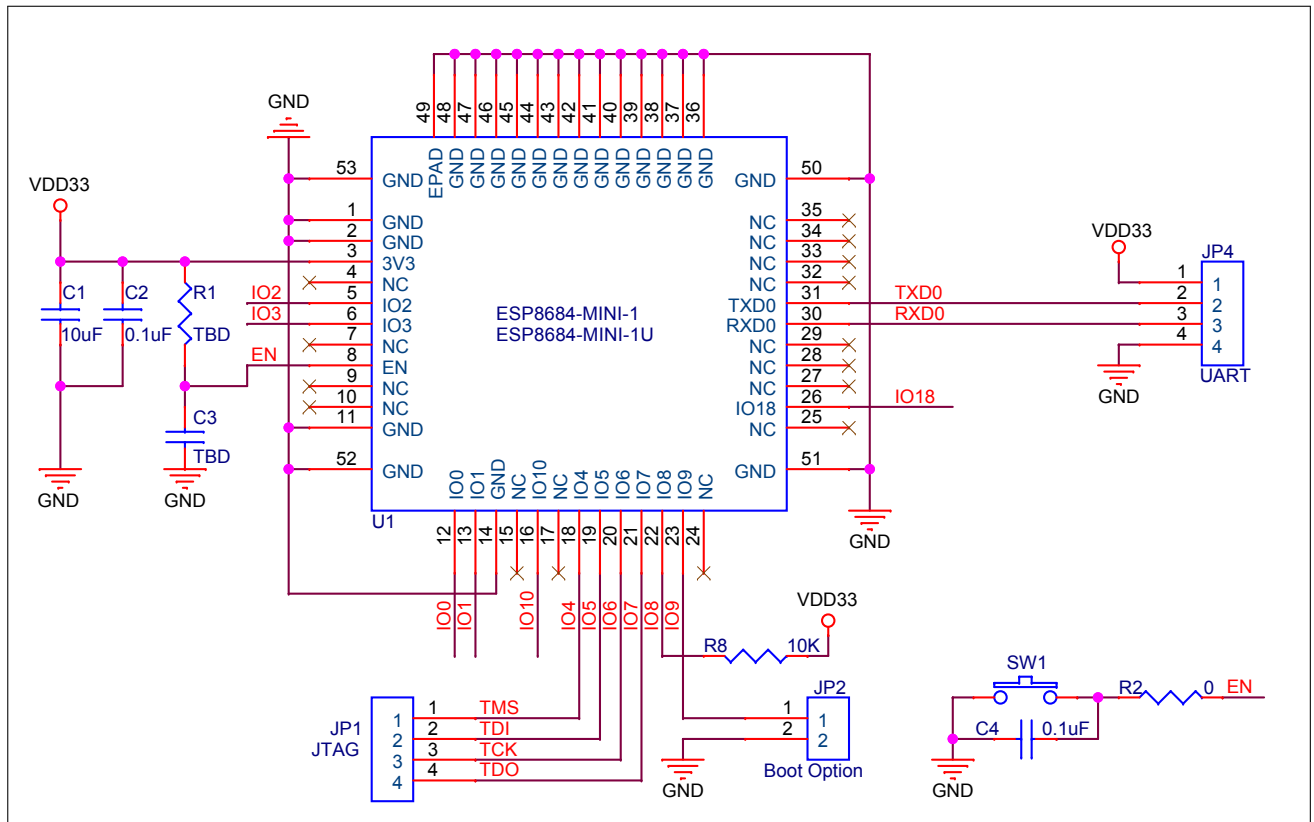 49 48 47 46 45 44 43 42 41 40 39 38 37 36
EPAD GND GND GND GND GND GND GND GND GND GND GND GND GND
GND
VDD33
53 GND
1 GND
2 GND
3 3V3
4 NC
IO2 5 IO2
IO3 6 IO3
7 NC
EN 8 EN
9 NC
10 NC
11 GND
52 GND
C1
10uF
C2
0.1uF
R1
TBD
C3
TBD
GND
GND
ESP8684-MINI-1
ESP8684-MINI-1U
U1
GND 50
NC 35
NC 34
NC 33
NC 32
TXD0 31 TXD0
RXD0 30 RXD0
NC 29
NC 28
NC 27
IO18 26 IO18
NC 25
GND 51
GND
VDD33
JP4
1 1
2 2
3 3
4 4
UART
GND
IO0 IO1 GND NC IO10 NC IO4 IO5 IO6 IO7 IO8 IO9 NC
12 13 14 15 16 17 18 19 20 21 22 23 24
IO0 IO1 IO10 IO4 IO5 IO6 IO7 IO8 IO9
VDD33
R8 10K
JP1
JTAG
1 1 TMS
2 2 TDI
3 3 TCK
4 4 TDO
JP2
1 1
2 2
Boot Option
GND
SW1
R2 0 EN
C4 0.1uF
GND